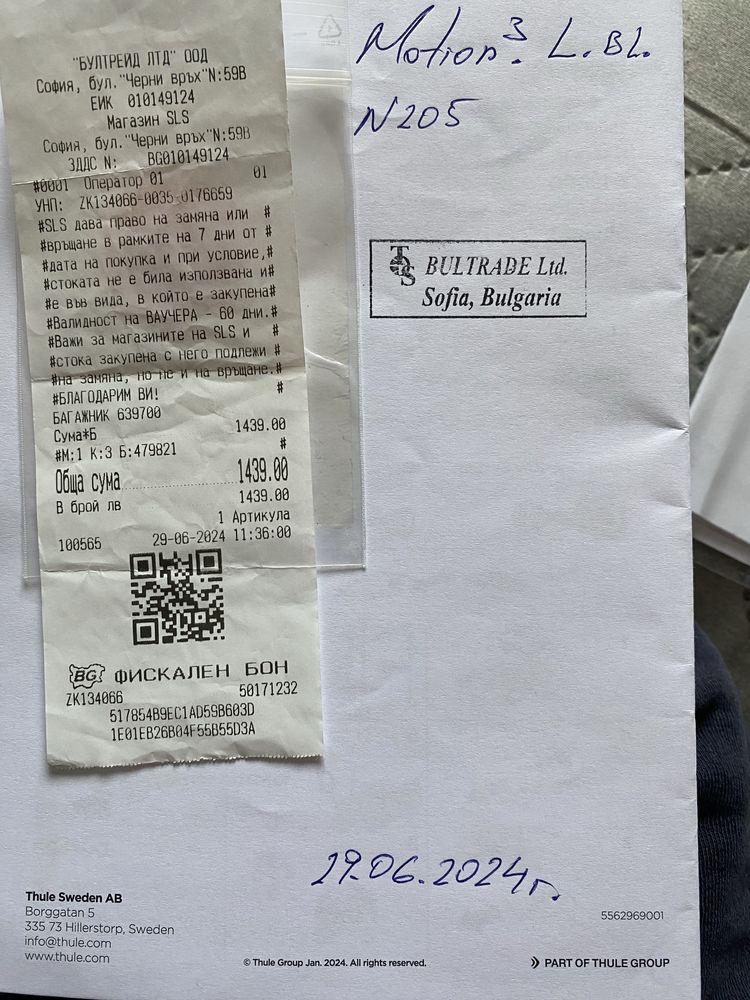 "БУЛТРЕЙД ЛТД" ООД
София, бул."Черни връх"N:59В
ЕИК 010149124
Магазин SLS
София, бул."Черни връх"N:59В
ЗДДС N: BG010149124
#0001 Оператор 01 01
УНП: ZK134066-0035-0176659
#SLS дава право на замяна или #
#връщане в рамките на 7 дни от #
#дата на покупка и при условие,#
#стоката не е била използвана и#
#е във вида, в който е закупена#
#Валидност на ВАУЧЕРА - 60 дни.#
#Важи за магазините на SLS и #
#стока закупена с него подлежи #
#на замяна, но не и на връщане.#
#БЛАГОДАРИМ ВИ! #
БАГАЖНИК 639700
Сума*Б 1439.00
#М:1 К:3 Б:479821 #
Обща сума 1439.00
В брой лв 1439.00
1 Артикула
100565 29-06-2024 11:36:00
BG ФИСКАЛЕН БОН
ZK134066 50171232
517854B9EC1AD59B603D
1E01EB26B04F55B55D3A
Motion 3. L. BL.
N205
BULTRADE Ltd.
Sofia, Bulgaria
29.06.2024г.
Thule Sweden AB
Borggatan 5
335 73 Hillerstorp, Sweden
info@thule.com
www.thule.com
© Thule Group Jan. 2024. All rights reserved.
5562969001
PART OF THULE GROUP